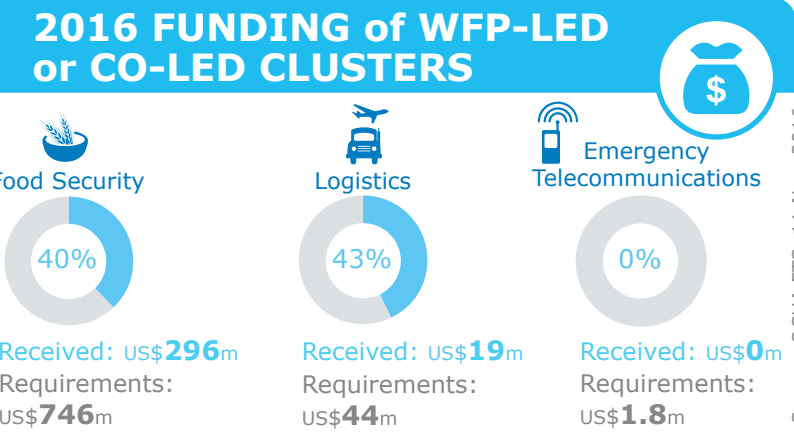 2016 FUNDING of WFP-LED
or CO-LED CLUSTERS
$
Food Security
40%
Received: US$296m
Requirements:
US$746m
Logistics
43%
Received: US$19m
Requirements:
US$44m
Emergency
Telecommunications
0%
Received: US$0m
Requirements:
US$1.8m